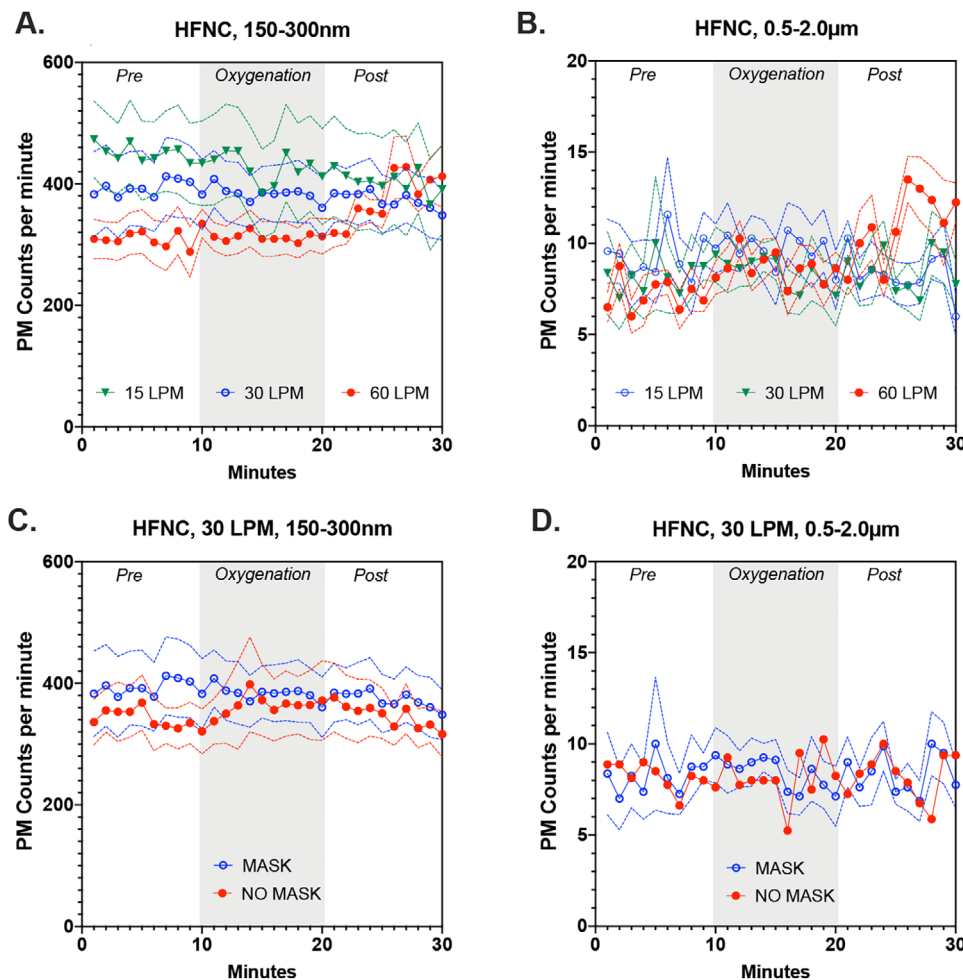 A.
HFNC, 150-300nm
PM Counts per minute
600
400
200
0
Pre
Oxygenation
Post
15 LPM
30 LPM
60 LPM
0
10
20
30
Minutes
B.
HFNC, 0.5-2.0µm
PM Counts per minute
20
15
10
5
0
Pre
Oxygenation
Post
15 LPM
30 LPM
60 LPM
0
10
20
30
Minutes
C.
HFNC, 30 LPM, 150-300nm
PM Counts per minute
600
400
200
0
Pre
Oxygenation
Post
MASK
NO MASK
0
10
20
30
Minutes
D.
HFNC, 30 LPM, 0.5-2.0µm
PM Counts per minute
20
15
10
5
0
Pre
Oxygenation
Post
MASK
NO MASK
0
10
20
30
Minutes